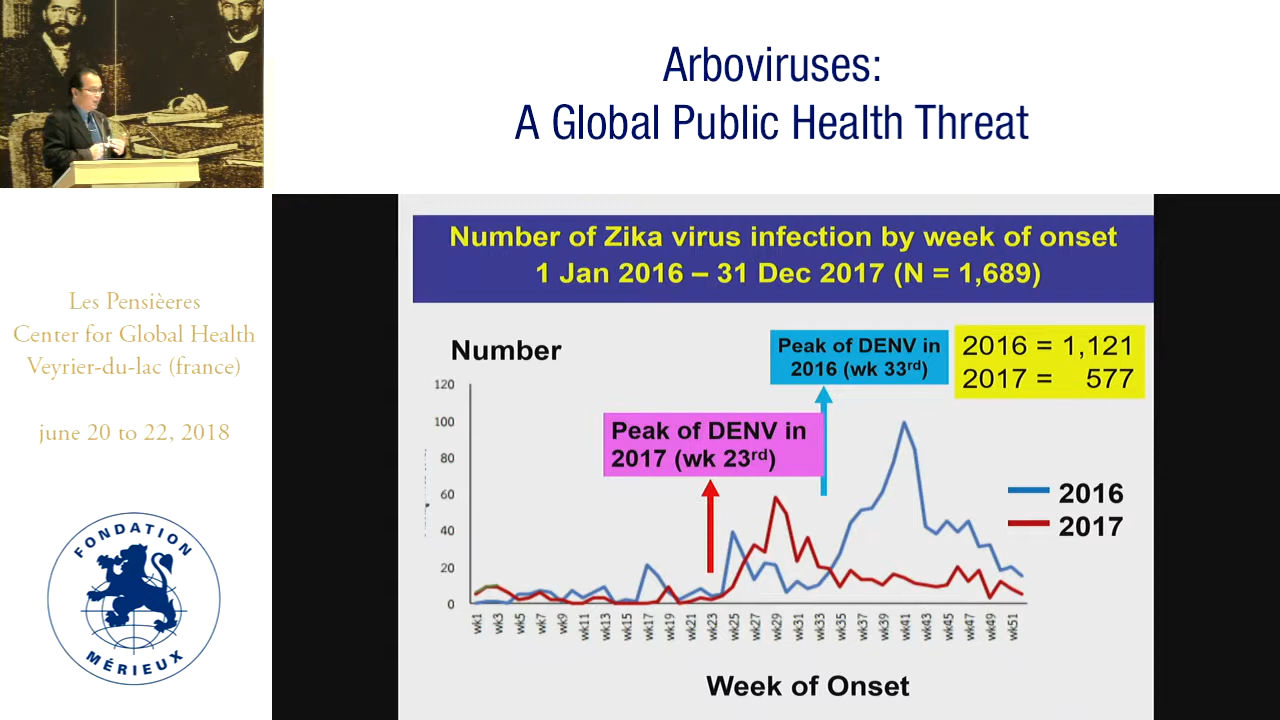 Arboviruses:
A Global Public Health Threat
Les Pensièeres
Center for Global Health
Veyrier-du-lac (france)
june 20 to 22, 2018
FONDATION
MÉRIEUX
Number of Zika virus infection by week of onset
1 Jan 2016 – 31 Dec 2017 (N = 1,689)
Number
Peak of DENV in
2016 (wk 33rd)
2016 = 1,121
2017 = 577
Peak of DENV in
2017 (wk 23rd)
120
100
80
60
40
20
0
2016
2017
wk1 wk3 wk5 wk7 wk9 wk11 wk13 wk15 wk17 wk19 wk21 wk23 wk25 wk27 wk29 wk31 wk33 wk35 wk37 wk39 wk41 wk43 wk45 wk47 wk49 wk51
Week of Onset